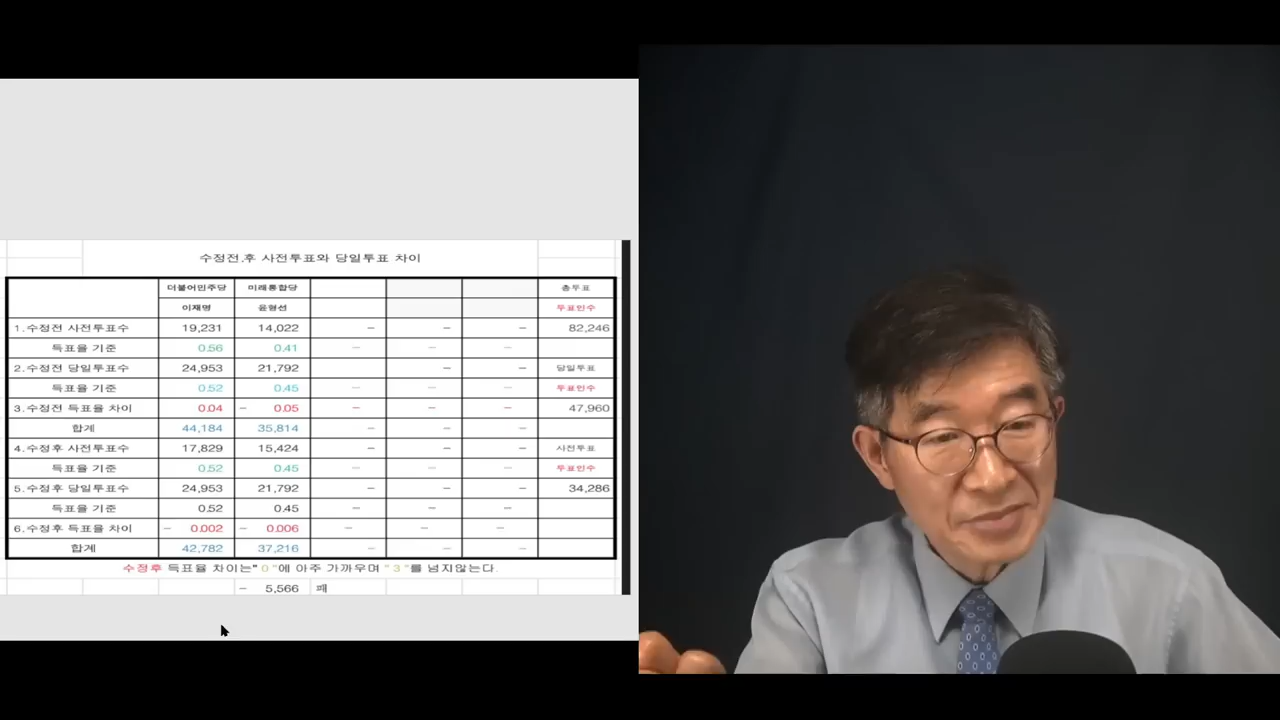 수정전.후 사전투표와 당일투표 차이
더불어민주당 미래통합당 총투표
이재명 윤형선 투표인수
1.수정전 사전투표수 19,231 14,022 – – – 82,246
득표율 기준 0.56 0.41 – – –
2.수정전 당일투표수 24,953 21,792 – – 당일투표
득표율 기준 0.52 0.45 – – – 투표인수
3.수정전 득표율 차이 0.04 – 0.05 – – – 47,960
합계 44,184 35,814 – – –
4.수정후 사전투표수 17,829 15,424 – – – 사전투표
득표율 기준 0.52 0.45 – – – 투표인수
5.수정후 당일투표수 24,953 21,792 – – – 34,286
득표율 기준 0.52 0.45 – – –
6.수정후 득표율 차이 – 0.002 – 0.006 – – –
합계 42,782 37,216 – – –
수정후 득표율 차이는"0"에 아주 가까우며 "3"를 넘지않는다.
– 5,566 패